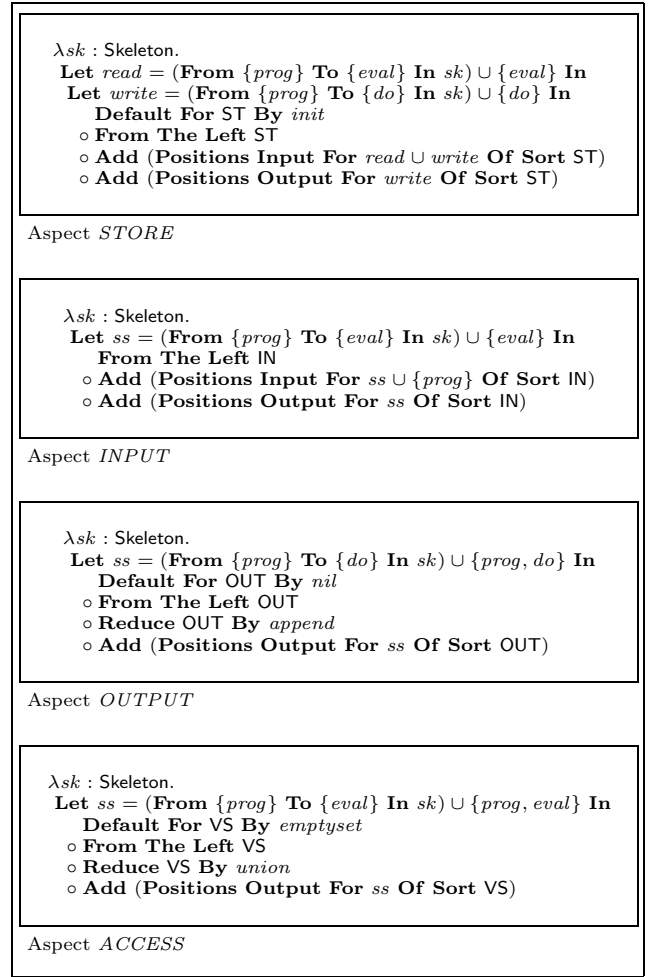 λsk : Skeleton.
Let read = (From {prog} To {eval} In sk) ∪ {eval} In
Let write = (From {prog} To {do} In sk) ∪ {do} In
Default For ST By init
∘ From The Left ST
∘ Add (Positions Input For read ∪ write Of Sort ST)
∘ Add (Positions Output For write Of Sort ST)
Aspect STORE
λsk : Skeleton.
Let ss = (From {prog} To {eval} In sk) ∪ {eval} In
From The Left IN
∘ Add (Positions Input For ss ∪ {prog} Of Sort IN)
∘ Add (Positions Output For ss Of Sort IN)
Aspect INPUT
λsk : Skeleton.
Let ss = (From {prog} To {do} In sk) ∪ {prog, do} In
Default For OUT By nil
∘ From The Left OUT
∘ Reduce OUT By append
∘ Add (Positions Output For ss Of Sort OUT)
Aspect OUTPUT
λsk : Skeleton.
Let ss = (From {prog} To {eval} In sk) ∪ {prog, eval} In
Default For VS By emptyset
∘ From The Left VS
∘ Reduce VS By union
∘ Add (Positions Output For ss Of Sort VS)
Aspect ACCESS